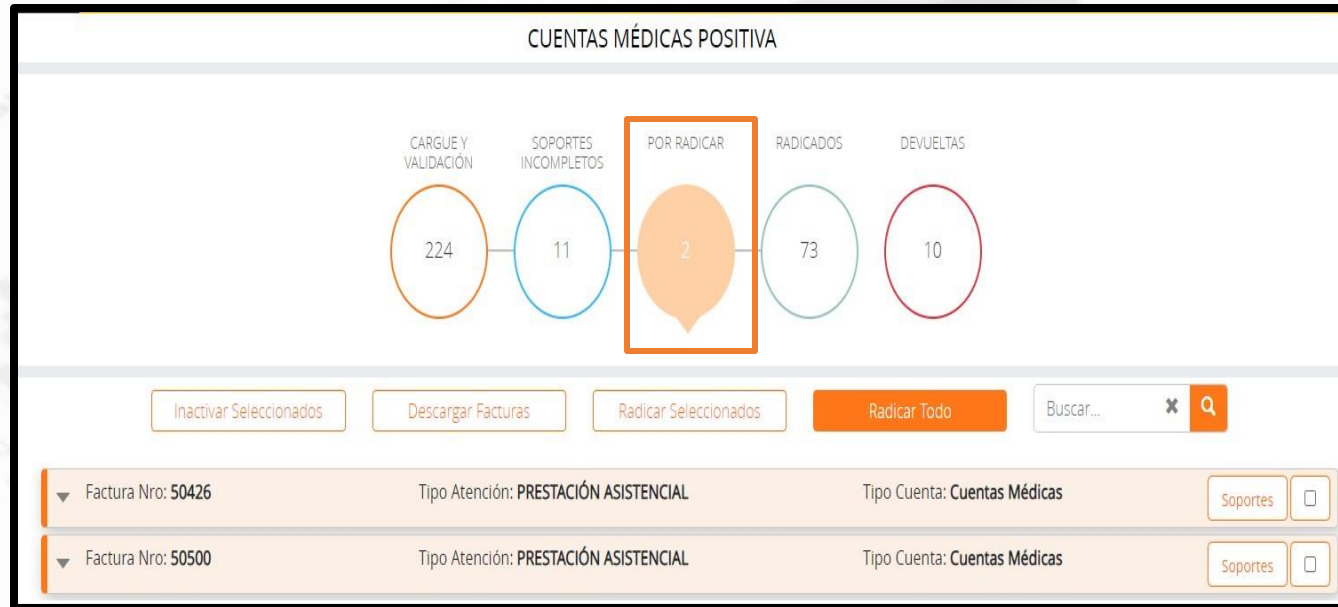 CUENTAS MÉDICAS POSITIVA
CARGUE Y
VALIDACIÓN
SOPORTES
INCOMPLETOS
POR RADICAR
RADICADOS
DEVUELTAS
224
11
2
73
10
Inactivar Seleccionados
Descargar Facturas
Radicar Seleccionados
Radicar Todo
Buscar...
Factura Nro: 50426 Tipo Atención: PRESTACIÓN ASISTENCIAL Tipo Cuenta: Cuentas Médicas Soportes
Factura Nro: 50500 Tipo Atención: PRESTACIÓN ASISTENCIAL Tipo Cuenta: Cuentas Médicas Soportes